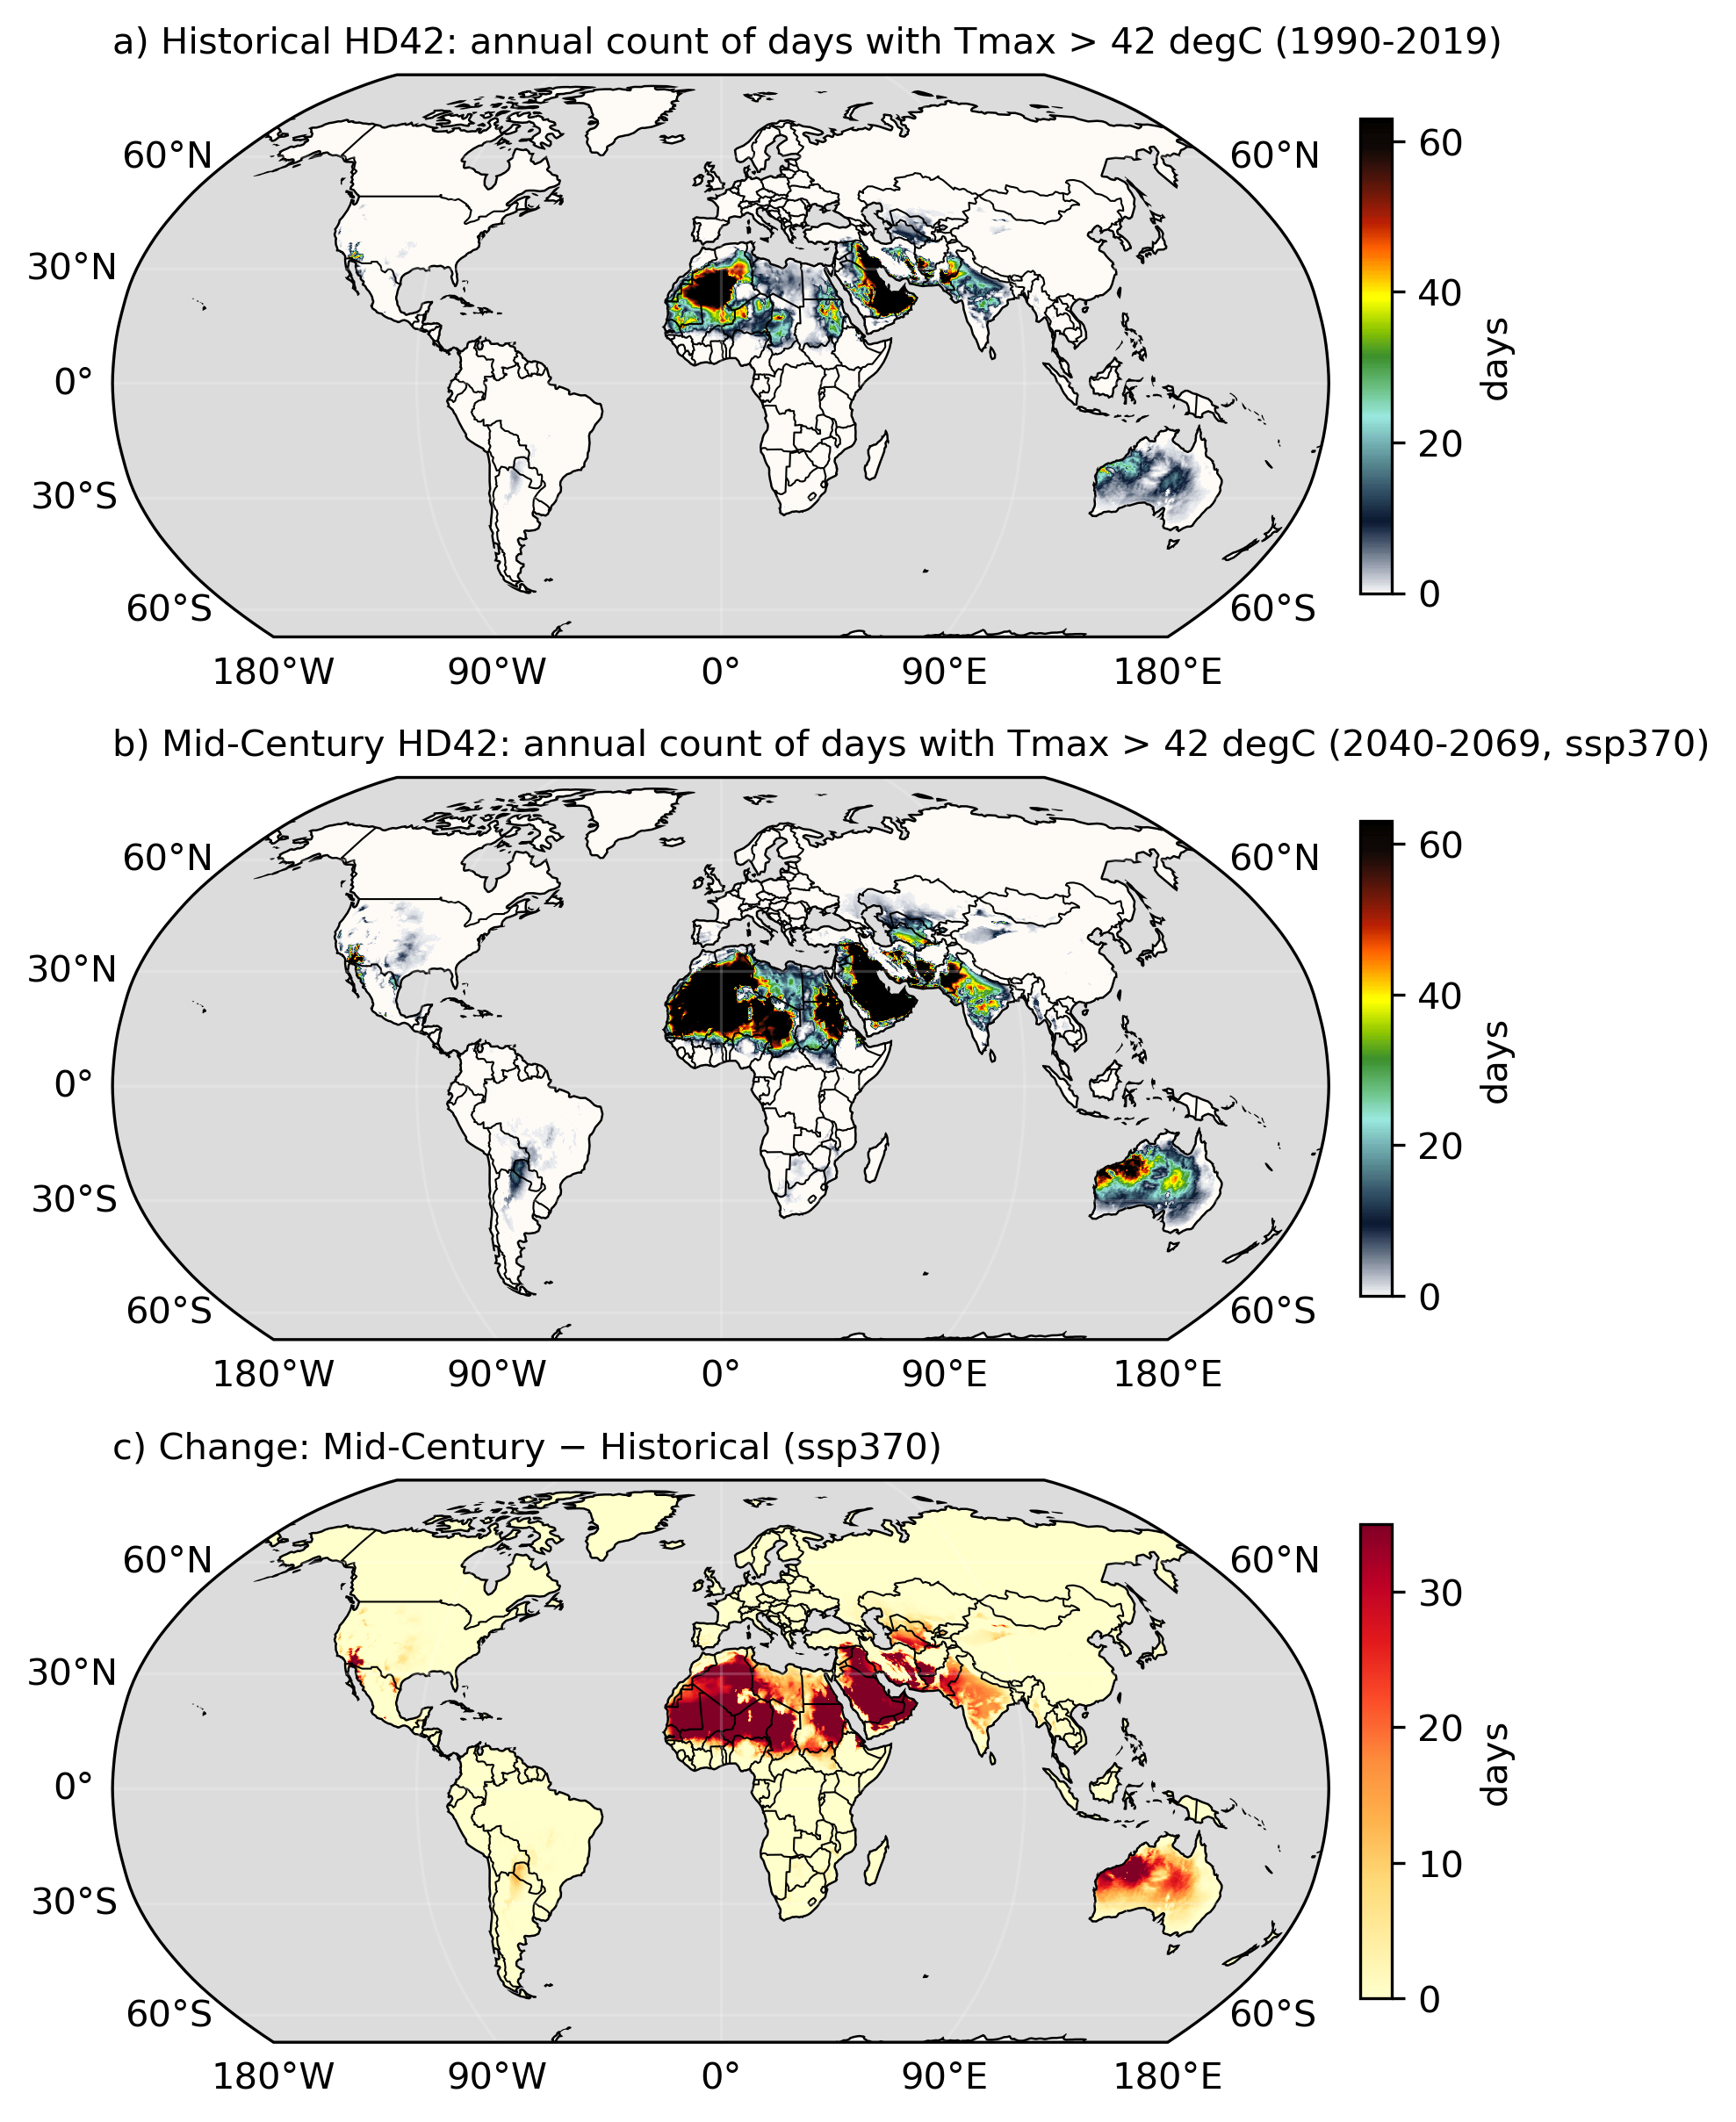 a) Historical HD42: annual count of days with Tmax > 42 degC (1990-2019)
60°N
60°N
60
30°N
40
days
0°
20
30°S
0
60°S
60°S
180°W
90°W
0°
90°E
180°E
b) Mid-Century HD42: annual count of days with Tmax > 42 degC (2040-2069, ssp370)
60°N
60°N
60
30°N
40
days
0°
20
30°S
0
60°S
60°S
180°W
90°W
0°
90°E
180°E
c) Change: Mid-Century − Historical (ssp370)
60°N
60°N
30
30°N
20
days
0°
10
30°S
0
60°S
60°S
180°W
90°W
0°
90°E
180°E